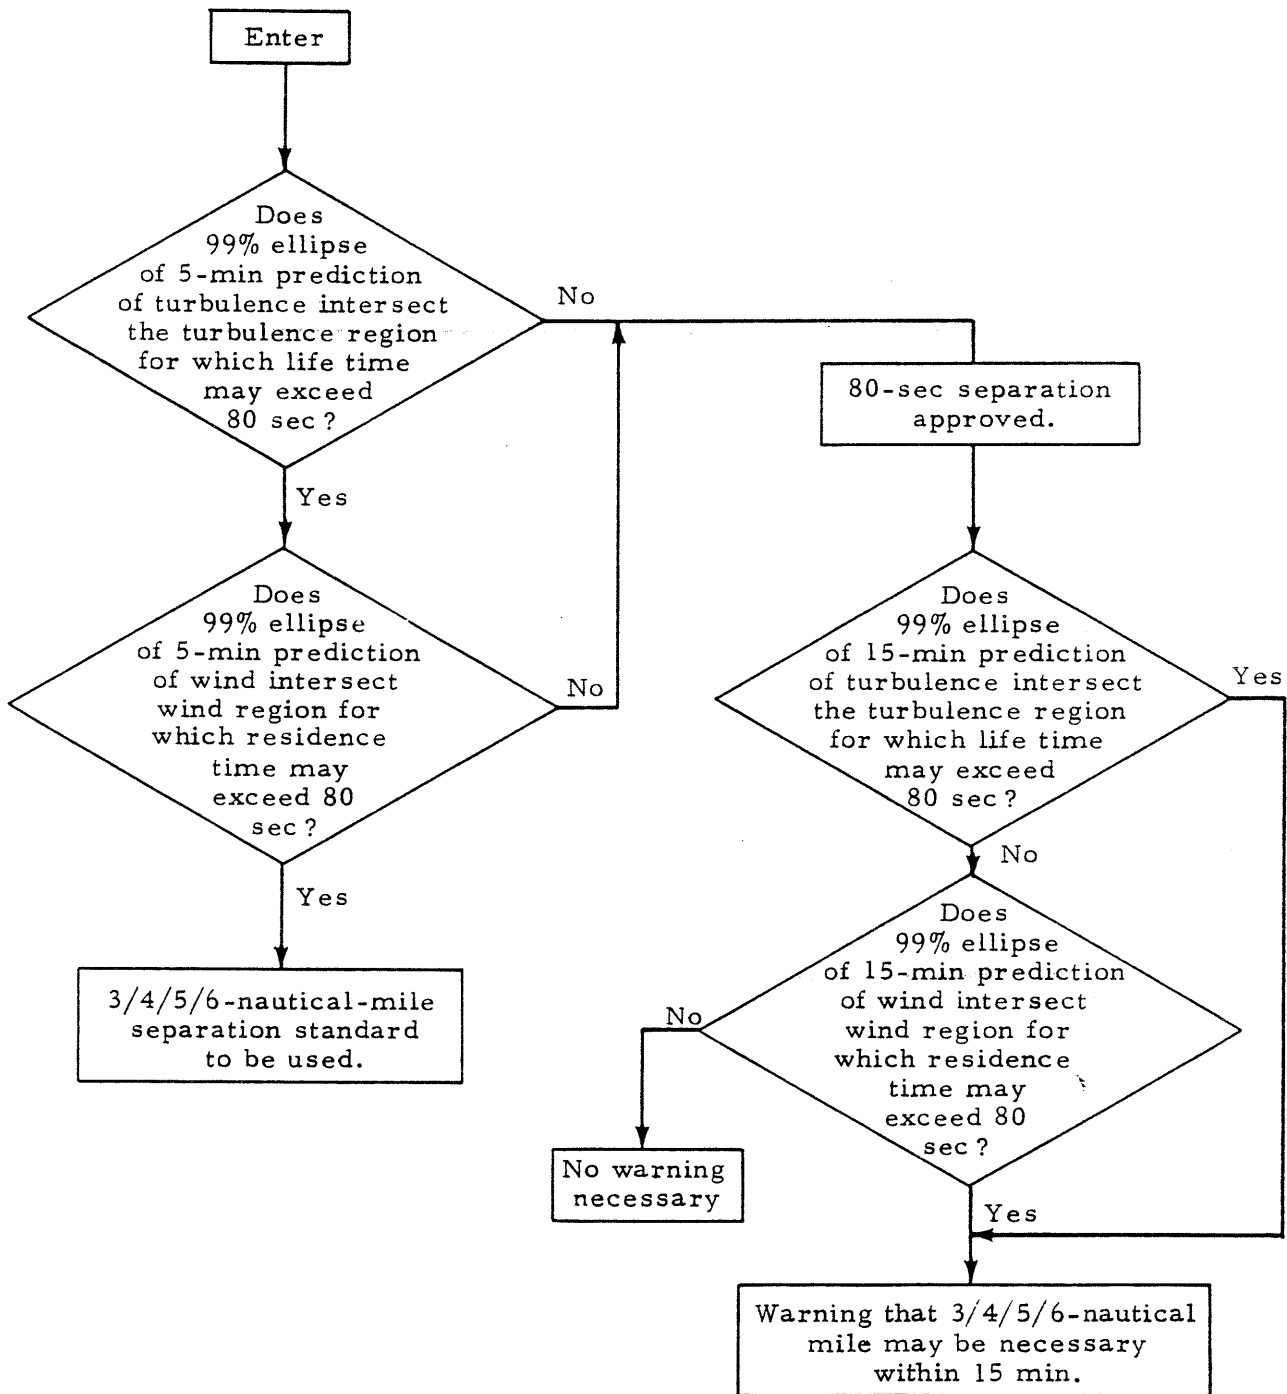 Enter
Does
99% ellipse
of 5-min prediction
of turbulence intersect
the turbulence region
for which life time
may exceed
80 sec?
No
Yes
80-sec separation
approved.
Does
99% ellipse
of 5-min prediction
of wind intersect
wind region for
which residence
time may
exceed 80
sec?
No
Yes
3/4/5/6-nautical-mile
separation standard
to be used.
Does
99% ellipse
of 15-min prediction
of turbulence intersect
the turbulence region
for which life time
may exceed
80 sec?
Yes
No
Does
99% ellipse
of 15-min prediction
of wind intersect
wind region for
which residence
time may
exceed 80
sec?
No
No warning
necessary
Yes
Warning that 3/4/5/6-nautical
mile may be necessary
within 15 min.